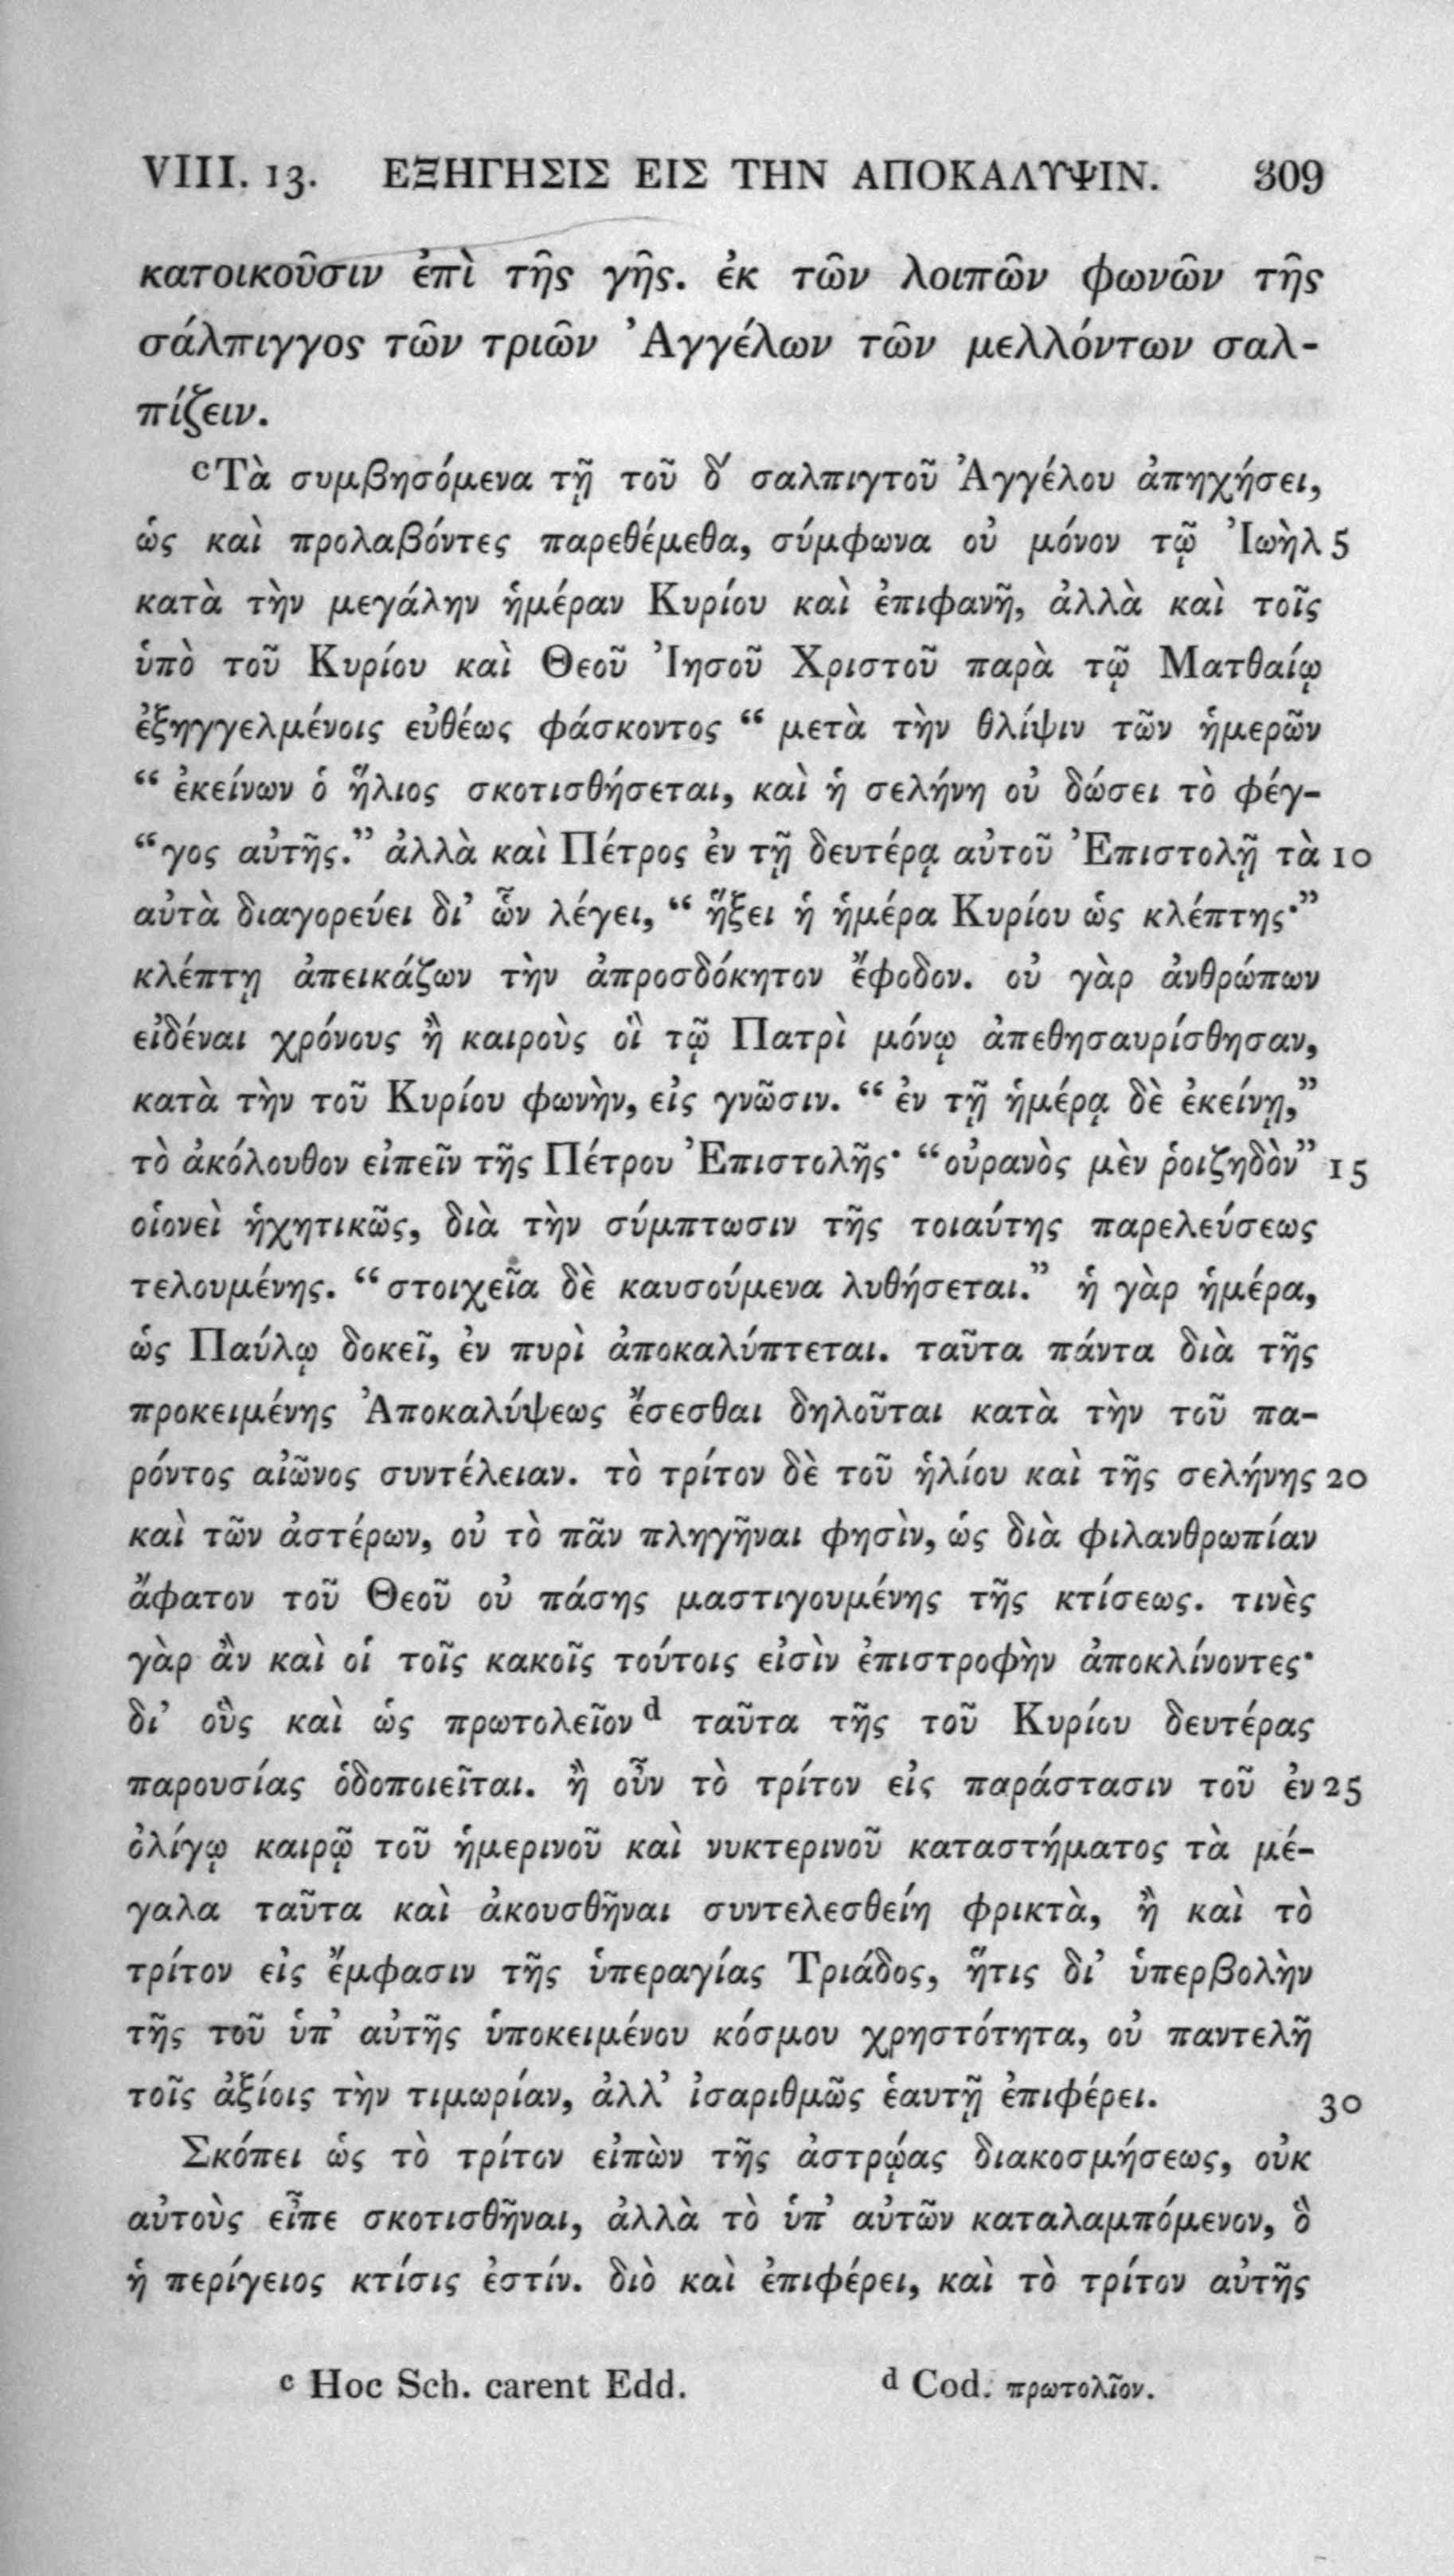 VIII. 13. ΕΞΗΓΗΣΙΣ ΕΙΣ ΤΗΝ ΑΠΟΚΑΛΥΨΙΝ. 309
κατοικοῦσιν ἐπὶ τῆς γῆς. ἐκ τῶν λοιπῶν φωνῶν τῆς
σάλπιγγος τῶν τριῶν Ἀγγέλων τῶν μελλόντων σαλ-
πίζειν.
c Τὰ συμβησόμενα τῇ τοῦ δʹ σαλπιγτοῦ Ἀγγέλου ἀπηχήσει,
ὡς καὶ προλαβόντες παρεθέμεθα, σύμφωνα οὐ μόνον τῷ Ἰωὴλ 5
κατὰ τὴν μεγάλην ἡμέραν Κυρίου καὶ ἐπιφανῆ, ἀλλὰ καὶ τοῖς
ὑπὸ τοῦ Κυρίου καὶ Θεοῦ Ἰησοῦ Χριστοῦ παρὰ τῷ Ματθαίῳ
ἐξηγγελμένοις εὐθέως φάσκοντος “ μετὰ τὴν θλίψιν τῶν ἡμερῶν
“ ἐκείνων ὁ ἥλιος σκοτισθήσεται, καὶ ἡ σελήνη οὐ δώσει τὸ φέγ-
“ γος αὐτῆς.” ἀλλὰ καὶ Πέτρος ἐν τῇ δευτέρᾳ αὐτοῦ Ἐπιστολῇ τὰ 10
αὐτὰ διαγορεύει δι’ ὧν λέγει, “ ἥξει ἡ ἡμέρα Κυρίου ὡς κλέπτης·”
κλέπτῃ ἀπεικάζων τὴν ἀπροσδόκητον ἔφοδον. οὐ γὰρ ἀνθρώπων
εἰδέναι χρόνους ἢ καιροὺς οἳ τῷ Πατρὶ μόνῳ ἀπεθησαυρίσθησαν,
κατὰ τὴν τοῦ Κυρίου φωνὴν, εἰς γνῶσιν. “ ἐν τῇ ἡμέρᾳ δὲ ἐκείνῃ,”
τὸ ἀκόλουθον εἰπεῖν τῆς Πέτρου Ἐπιστολῆς· “οὐρανὸς μὲν ῥοιζηδὸν” 15
οἱονεὶ ἠχητικῶς, διὰ τὴν σύμπτωσιν τῆς τοιαύτης παρελεύσεως
τελουμένης. “ στοιχεῖα δὲ καυσούμενα λυθήσεται.” ἡ γὰρ ἡμέρα,
ὡς Παύλῳ δοκεῖ, ἐν πυρὶ ἀποκαλύπτεται. ταῦτα πάντα διὰ τῆς
προκειμένης Ἀποκαλύψεως ἔσεσθαι δηλοῦται κατὰ τὴν τοῦ πα-
ρόντος αἰῶνος συντέλειαν. τὸ τρίτον δὲ τοῦ ἡλίου καὶ τῆς σελήνης 20
καὶ τῶν ἀστέρων, οὐ τὸ πᾶν πληγῆναι φησὶν, ὡς διὰ φιλανθρωπίαν
ἄφατον τοῦ Θεοῦ οὐ πάσης μαστιγουμένης τῆς κτίσεως. τινὲς
γὰρ ἂν καὶ οἱ τοῖς κακοῖς τούτοις εἰσὶν ἐπιστροφὴν ἀποκλίνοντες·
δι’ οὓς καὶ ὡς πρωτολεῖον d ταῦτα τῆς τοῦ Κυρίου δευτέρας
παρουσίας ὁδοποιεῖται. ἢ οὖν τὸ τρίτον εἰς παράστασιν τοῦ ἐν 25
ὀλίγῳ καιρῷ τοῦ ἡμερινοῦ καὶ νυκτερινοῦ καταστήματος τὰ μέ-
γαλα ταῦτα καὶ ἀκουσθῆναι συντελεσθείη φρικτὰ, ἢ καὶ τὸ
τρίτον εἰς ἔμφασιν τῆς ὑπεραγίας Τριάδος, ἥτις δι’ ὑπερβολὴν
τῆς τοῦ ὑπ’ αὐτῆς ὑποκειμένου κόσμου χρηστότητα, οὐ παντελῆ
τοῖς ἀξίοις τὴν τιμωρίαν, ἀλλ’ ἰσαριθμῶς ἑαυτῇ ἐπιφέρει. 30
Σκόπει ὡς τὸ τρίτον εἰπὼν τῆς ἀστρῴας διακοσμήσεως, οὐκ
αὐτοὺς εἶπε σκοτισθῆναι, ἀλλὰ τὸ ὑπ’ αὐτῶν καταλαμπόμενον, ὃ
ἡ περίγειος κτίσις ἐστίν. διὸ καὶ ἐπιφέρει, καὶ τὸ τρίτον αὐτῆς
c Hoc Sch. carent Edd. d Cod. πρωτολῖον.